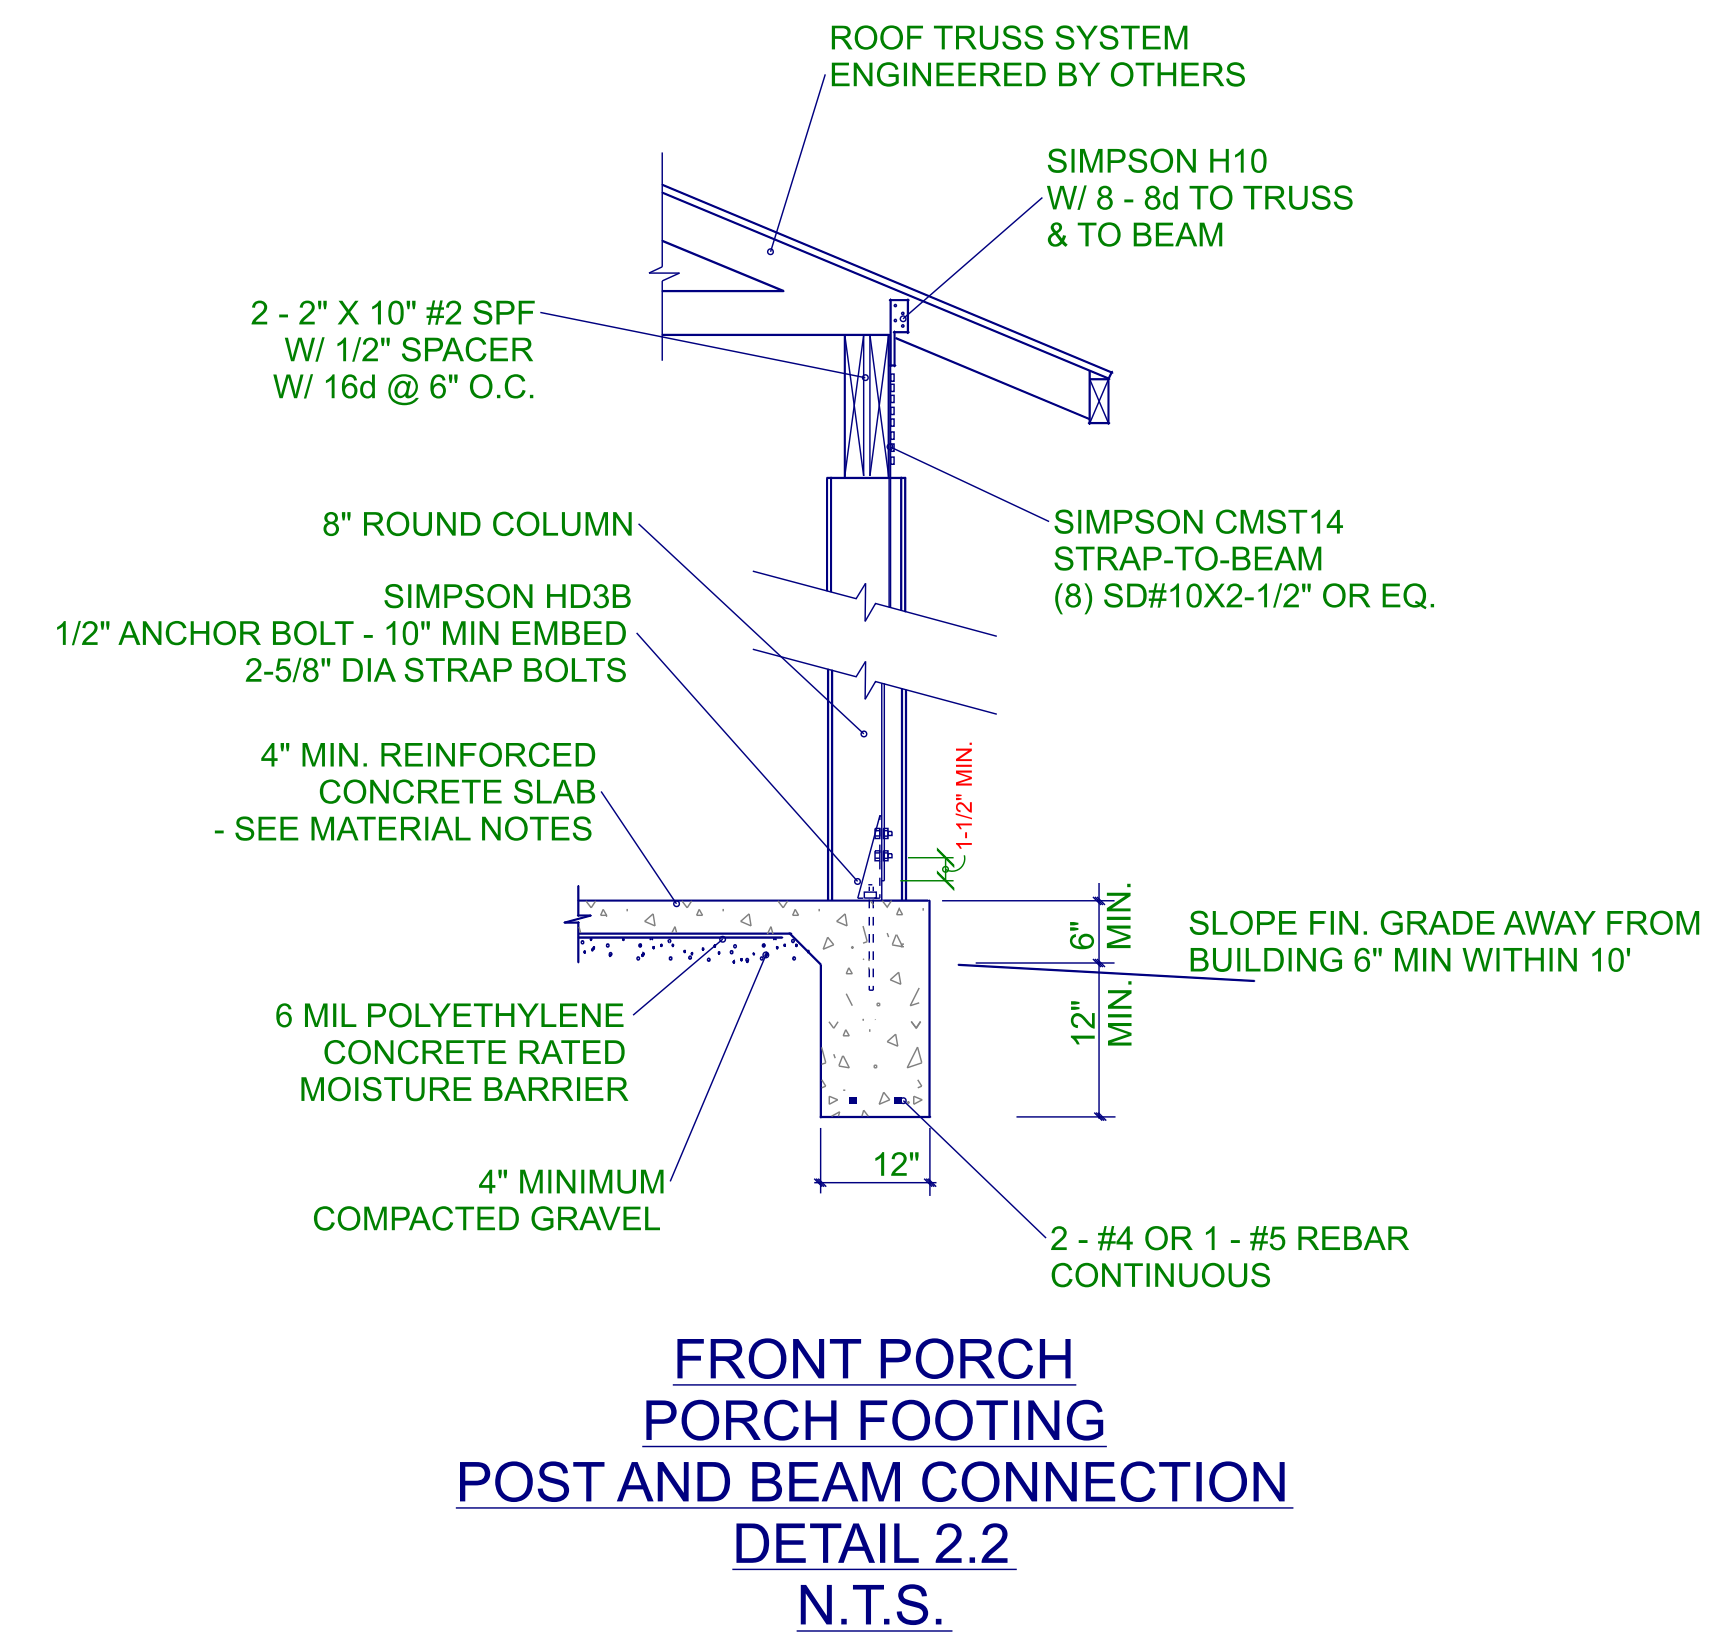 ROOF TRUSS SYSTEM
ENGINEERED BY OTHERS
SIMPSON H10
W/ 8 - 8d TO TRUSS
& TO BEAM
2 - 2" X 10" #2 SPF
W/ 1/2" SPACER
W/ 16d @ 6" O.C.
8" ROUND COLUMN
SIMPSON CMST14
STRAP-TO-BEAM
(8) SD#10X2-1/2" OR EQ.
SIMPSON HD3B
1/2" ANCHOR BOLT - 10" MIN EMBED
2-5/8" DIA STRAP BOLTS
4" MIN. REINFORCED
CONCRETE SLAB
- SEE MATERIAL NOTES
1-1/2" MIN.
6"
MIN.
SLOPE FIN. GRADE AWAY FROM
BUILDING 6" MIN WITHIN 10'
12"
MIN.
6 MIL POLYETHYLENE
CONCRETE RATED
MOISTURE BARRIER
12"
4" MINIMUM
COMPACTED GRAVEL
2 - #4 OR 1 - #5 REBAR
CONTINUOUS
FRONT PORCH
PORCH FOOTING
POST AND BEAM CONNECTION
DETAIL 2.2
N.T.S.